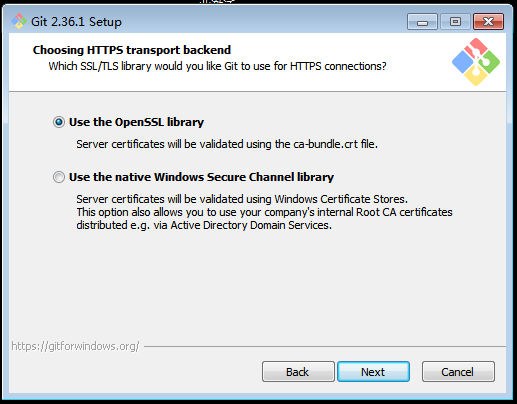 Git 2.36.1 Setup
Choosing HTTPS transport backend
Which SSL/TLS library would you like Git to use for HTTPS connections?
Use the OpenSSL library
Server certificates will be validated using the ca-bundle.crt file.
Use the native Windows Secure Channel library
Server certificates will be validated using Windows Certificate Stores.
This option also allows you to use your company's internal Root CA certificates
distributed e.g. via Active Directory Domain Services.
https://gitforwindows.org/
Back
Next
Cancel